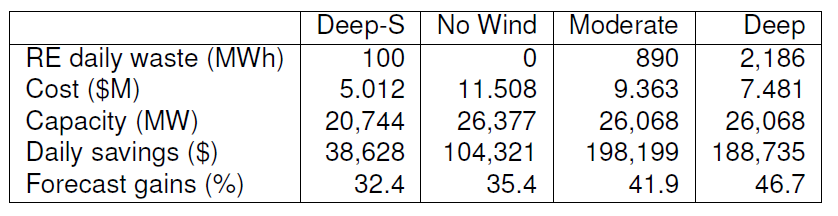 Deep-S No Wind Moderate Deep
RE daily waste (MWh) 100 0 890 2,186
Cost ($M) 5.012 11.508 9.363 7.481
Capacity (MW) 20,744 26,377 26,068 26,068
Daily savings ($) 38,628 104,321 198,199 188,735
Forecast gains (%) 32.4 35.4 41.9 46.7